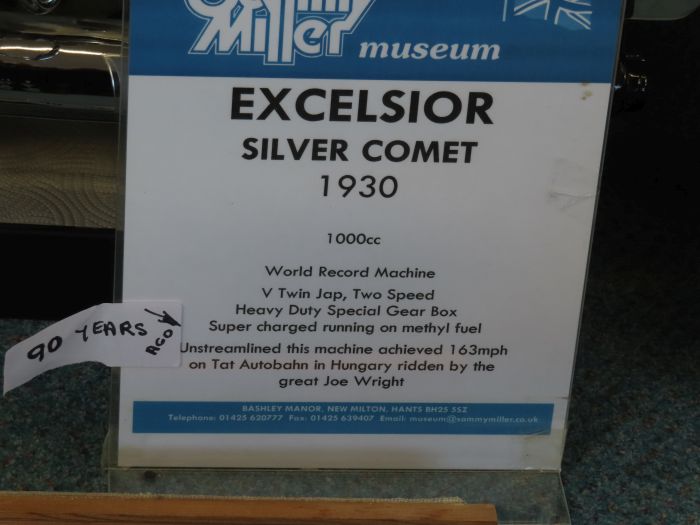 Sammy
Miller museum
EXCELSIOR
SILVER COMET
1930
1000cc
World Record Machine
V Twin Jap, Two Speed
Heavy Duty Special Gear Box
Super charged running on methyl fuel
Unstreamlined this machine achieved 163mph
on Tat Autobahn in Hungary ridden by the
great Joe Wright
90 YEARS
AGO
BASHLEY MANOR, NEW MILTON, HANTS BH25 5SZ
Telephone: 01425 620777 Fax: 01425 639407 Email: museum@sammymiller.co.uk